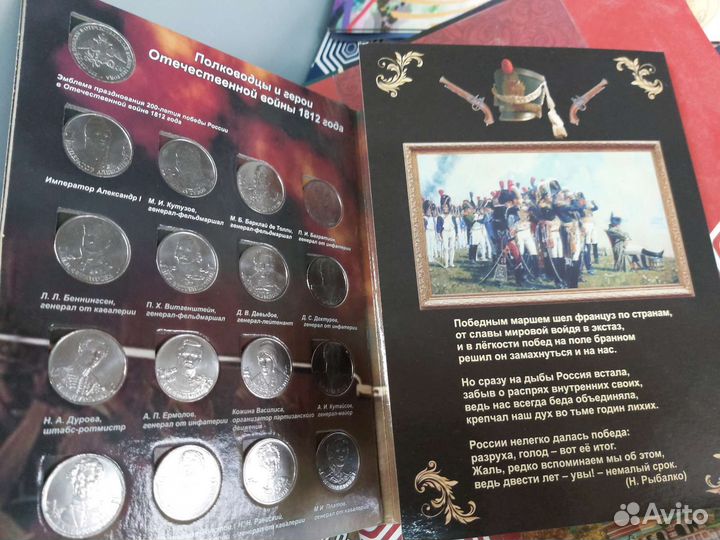 Полководцы и герои
Отечественной войны 1812 года
Эмблема празднования 200-летия победы России
в Отечественной войне 1812 года
Император Александр I
М. И. Кутузов,
генерал-фельдмаршал
М. Б. Барклай де Толли,
генерал-фельдмаршал
П. И. Багратион,
генерал от инфатерии
Л. Л. Беннингсен,
генерал от кавалерии
П. Х. Витгенштейн,
генерал-фельдмаршал
Д. В. Давыдов,
генерал-лейтенант
Д. С. Дохтуров,
генерал от инфатерии
Н. А. Дурова,
штабс-ротмистр
А. П. Ермолов,
генерал от инфатерии
Кожина Василиса,
организатор партизанского
движения
А. И. Кутайсов,
генерал-майор
Н. Н. Раевский,
генерал от кавалерии
М.И. Платов,
генерал от кавалерии
Победным маршем шел француз по странам,
от славы мировой войдя в экстаз,
и в лёгкости побед на поле бранном
решил он замахнуться и на нас.
Но сразу на дыбы Россия встала,
забыв о распрях внутренних своих,
ведь нас всегда беда объединяла,
крепчал наш дух во тьме годин лихих.
России нелегко далась победа:
разруха, голод – вот её итог.
Жаль, редко вспоминаем мы об этом,
ведь двести лет – увы! – немалый срок.
(Н. Рыбалко)
Avito